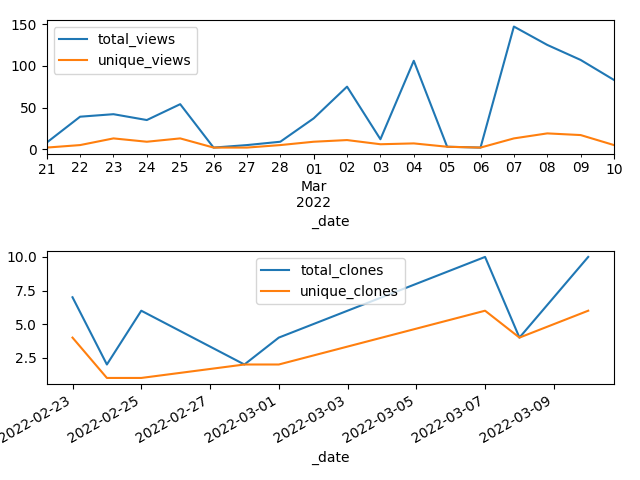 150
100
50
0
total_views
unique_views
21 22 23 24 25 26 27 28 01 02 03 04 05 06 07 08 09 10
Mar
2022
_date
10.0
7.5
5.0
2.5
total_clones
unique_clones
2022-02-23 2022-02-25 2022-02-27 2022-03-01 2022-03-03 2022-03-05 2022-03-07 2022-03-09
_date